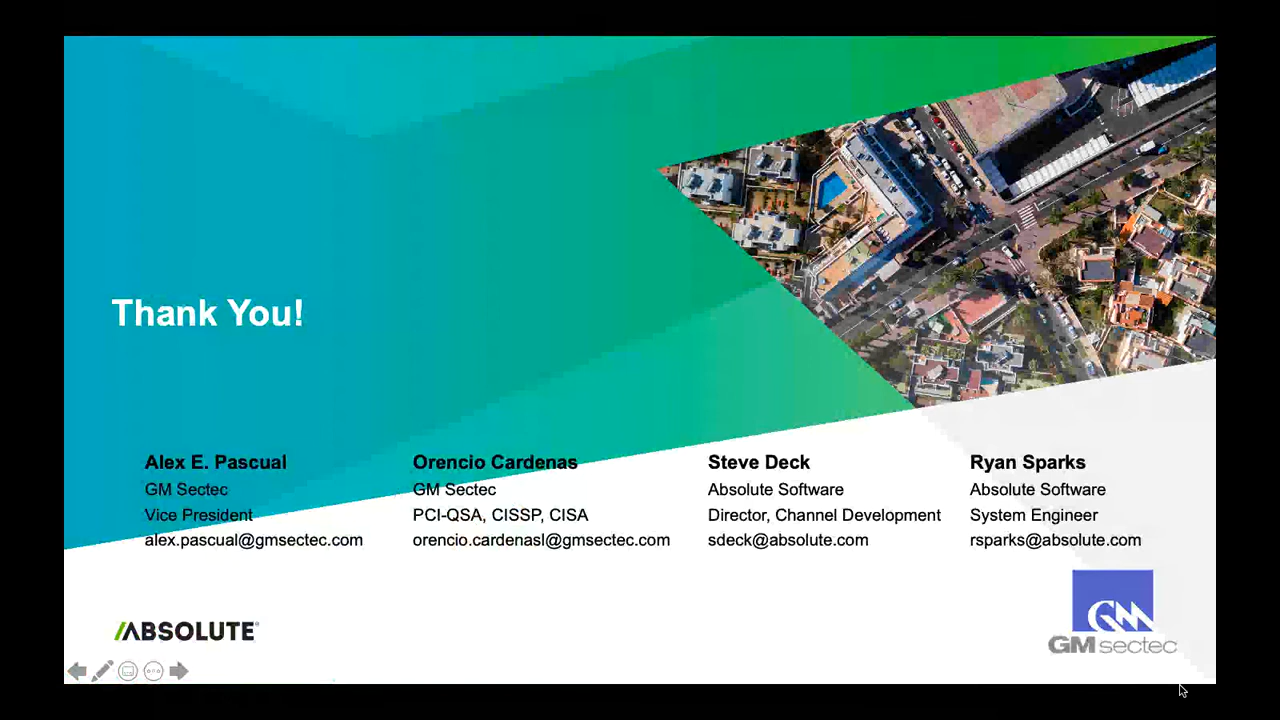 Thank You!
Alex E. Pascual
GM Sectec
Vice President
alex.pascual@gmsectec.com
Orencio Cardenas
GM Sectec
PCI-QSA, CISSP, CISA
orencio.cardenasl@gmsectec.com
Steve Deck
Absolute Software
Director, Channel Development
sdeck@absolute.com
Ryan Sparks
Absolute Software
System Engineer
rsparks@absolute.com
/ABSOLUTE®
GM
GM sectec